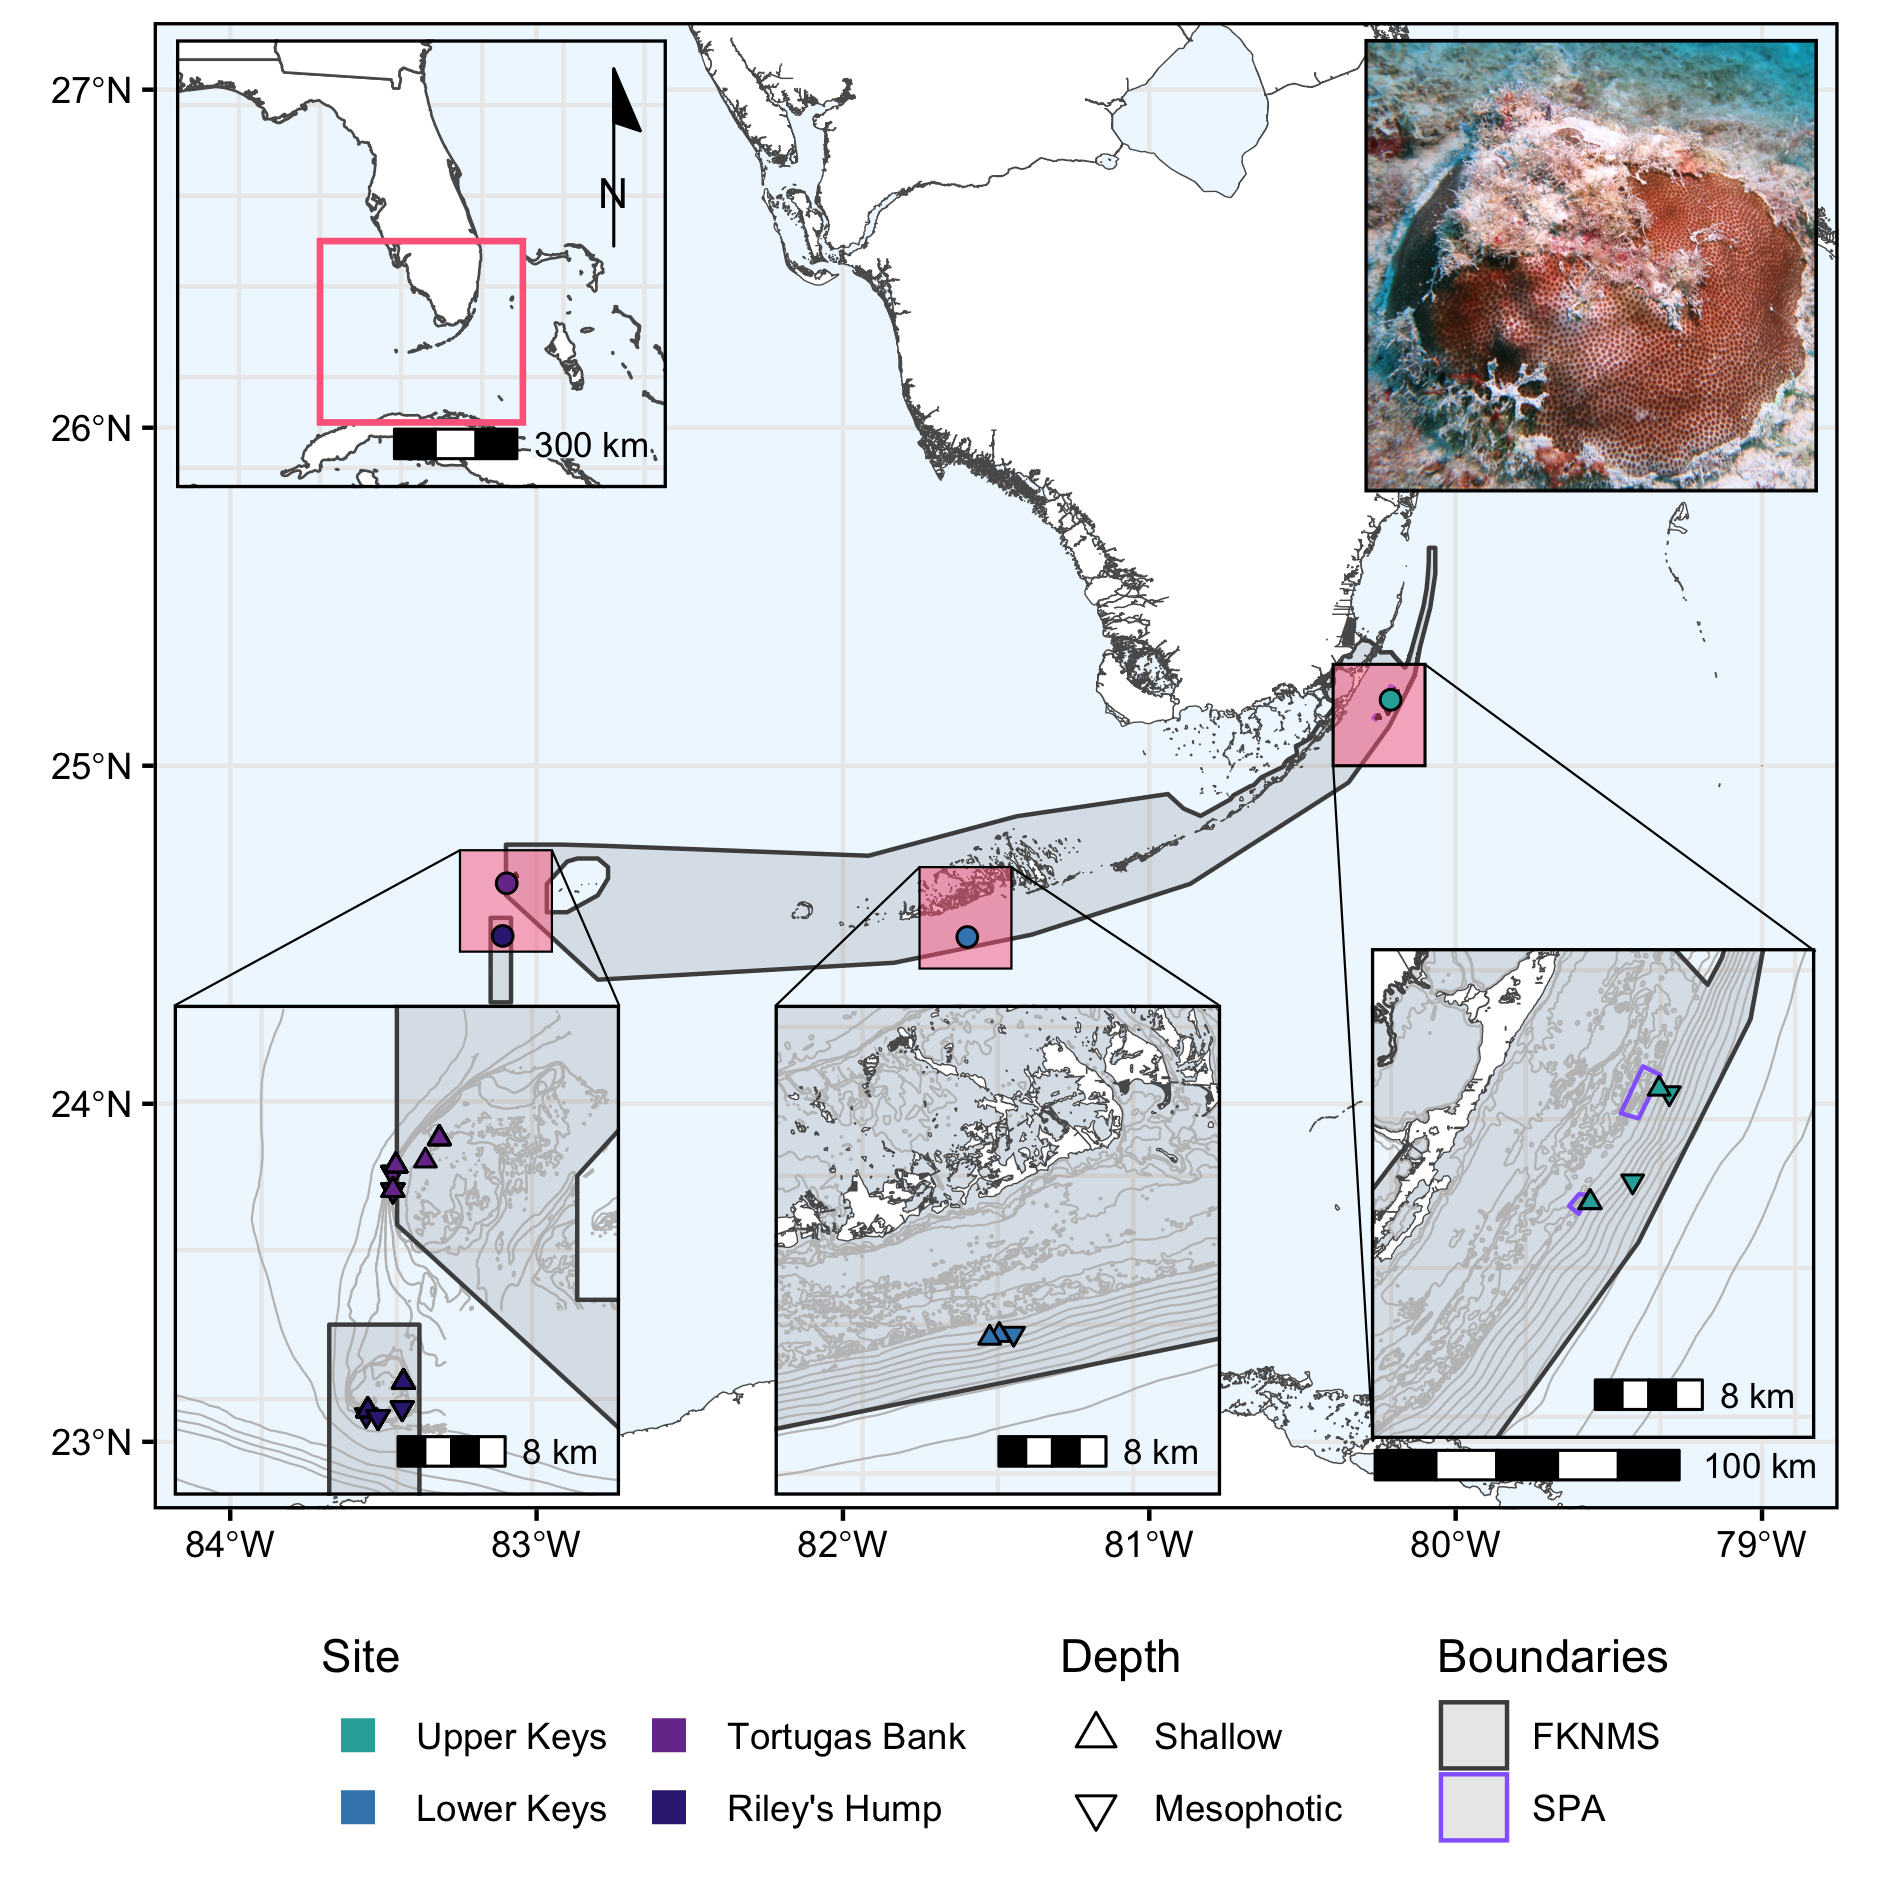 27°N
26°N
25°N
24°N
23°N
N
300 km
8 km
8 km
8 km
100 km
84°W 83°W 82°W 81°W 80°W 79°W
Site Depth Boundaries
Upper Keys Tortugas Bank Shallow FKNMS
Lower Keys Riley's Hump Mesophotic SPA